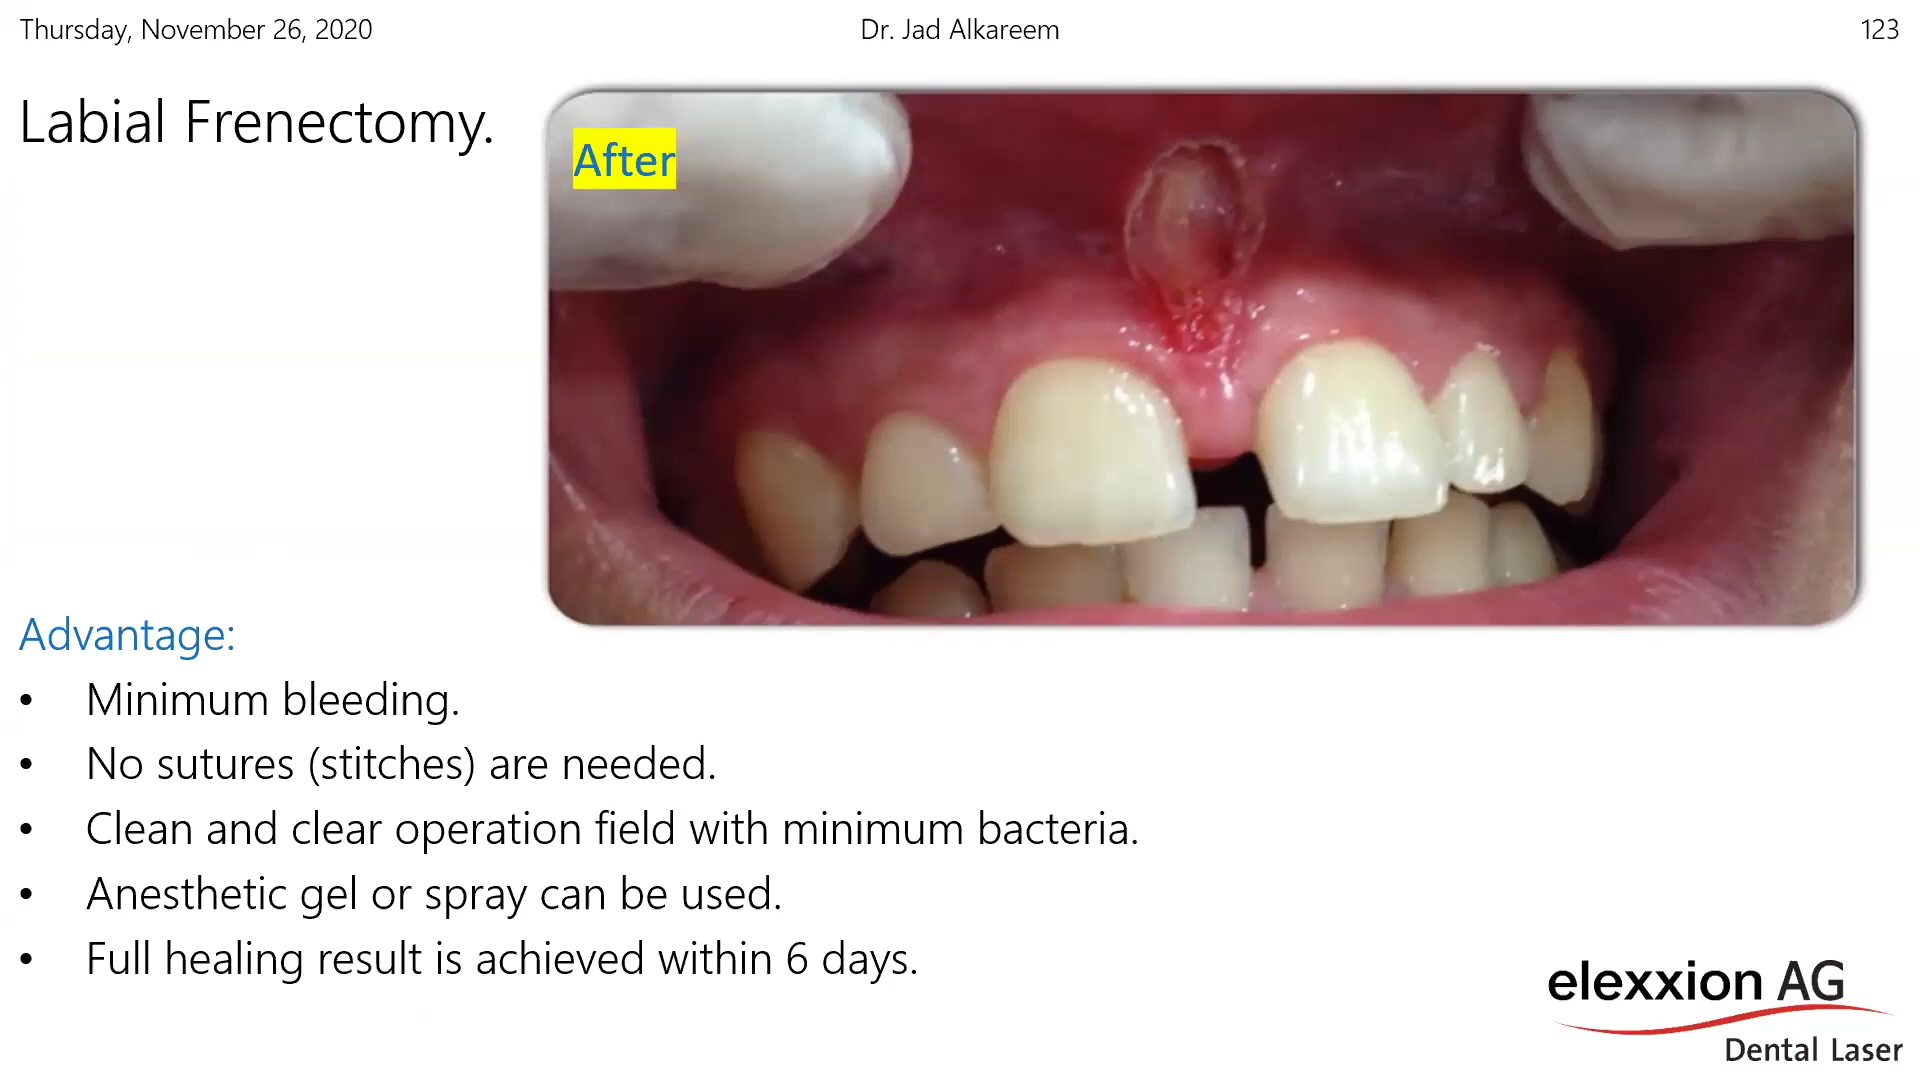 Thursday, November 26, 2020
Dr. Jad Alkareem
123
Labial Frenectomy.
After
Advantage:
• Minimum bleeding.
• No sutures (stitches) are needed.
• Clean and clear operation field with minimum bacteria.
• Anesthetic gel or spray can be used.
• Full healing result is achieved within 6 days.
elexxion AG
Dental Laser